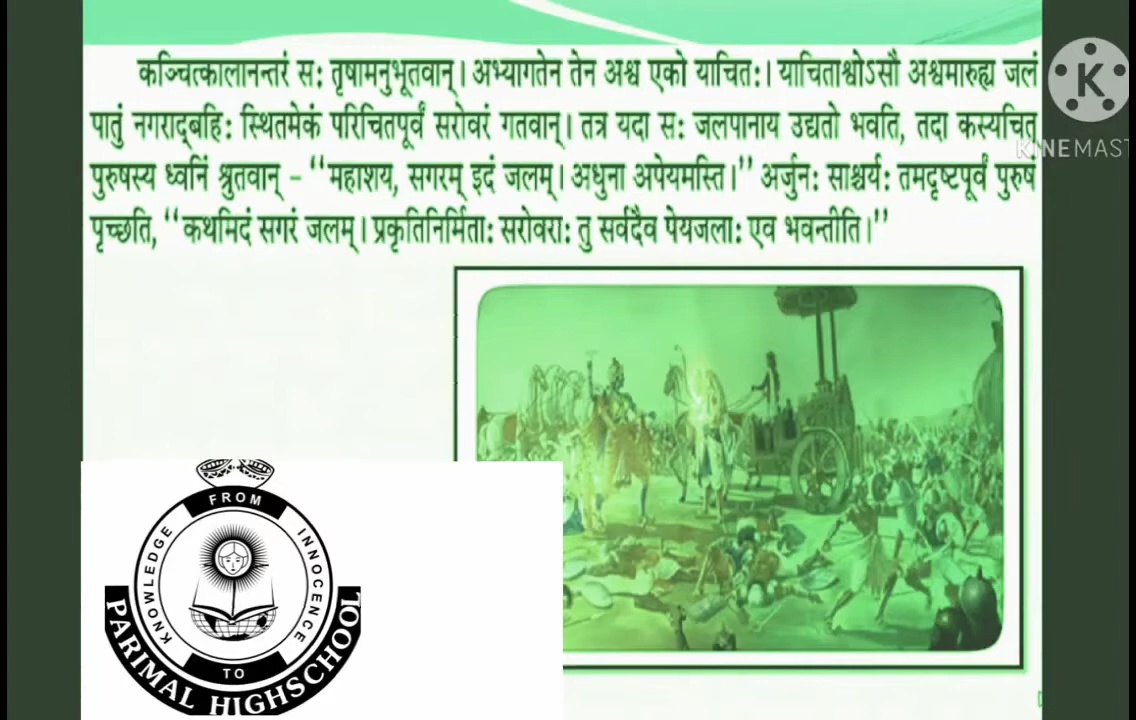 कञ्चित्कालानन्तरं सः तृषामनुभूतवान्। अभ्यागतेन तेन अश्व एको याचितः। याचिताश्वोऽसौ अश्वमारुह्य जलं
पातुं नगराद्बहिः स्थितमेकं परिचितपूर्वं सरोवरं गतवान्। तत्र यदा सः जलपानाय उद्यतो भवति, तदा कस्यचित्
पुरुषस्य ध्वनिं श्रुतवान् – “महाशय, सगरम् इदं जलम्। अधुना अपेयमस्ति।” अर्जुनः साश्चर्यः तमदृष्टपूर्वं पुरुषं
पृच्छति, “कथमिदं सगरं जलम्। प्रकृतिनिर्मिताः सरोवराः तु सर्वदैव पेयजलाः एव भवन्तीति।”
K
KINEMAST
FROM
KNOWLEDGE
INNOCENCE
TO
PARIMAL HIGHSCHOOL